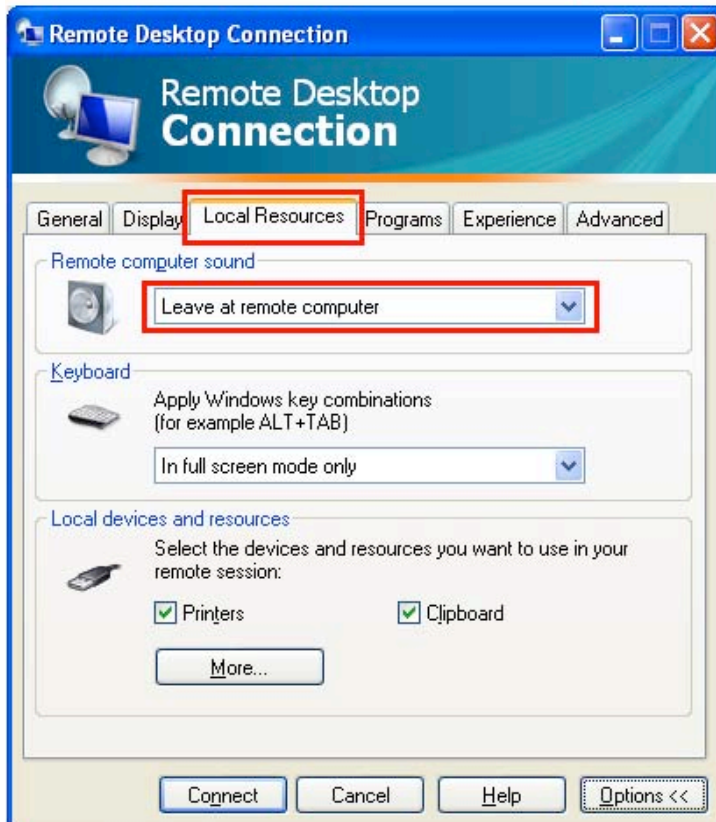 Remote Desktop Connection
Remote Desktop
Connection
General Display Local Resources Programs Experience Advanced
Remote computer sound
Leave at remote computer
Keyboard
Apply Windows key combinations
(for example ALT+TAB)
In full screen mode only
Local devices and resources
Select the devices and resources you want to use in your
remote session:
Printers Clipboard
More...
Connect Cancel Help Options <<